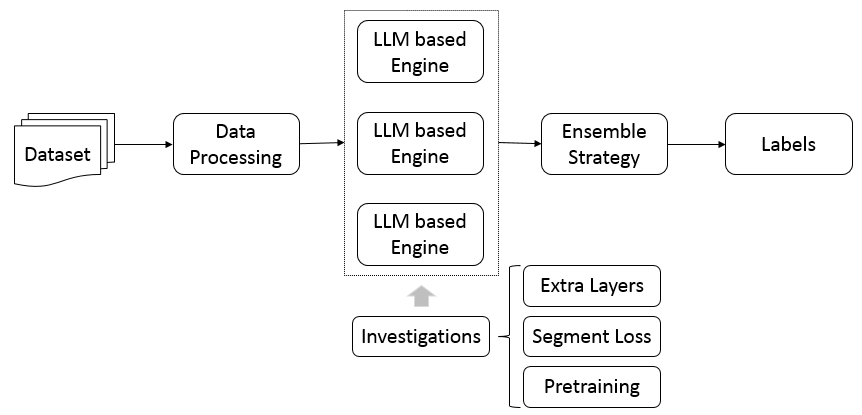 LLM based
Engine
Dataset
Data
Processing
LLM based
Engine
Ensemble
Strategy
Labels
LLM based
Engine
Extra Layers
Investigations
Segment Loss
Pretraining